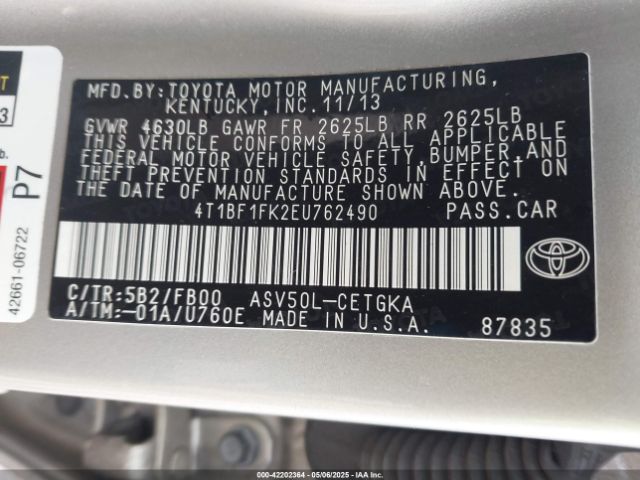 MFD.BY:TOYOTA MOTOR MANUFACTURING,
KENTUCKY,INC.11/13
GVWR 4630LB GAWR FR 2625LB RR 2625LB
THIS VEHICLE CONFORMS TO ALL APPLICABLE
FEDERAL MOTOR VEHICLE SAFETY,BUMPER,AND
THEFT PREVENTION STANDARDS IN EFFECT ON
THE DATE OF MANUFACTURE SHOWN ABOVE.
4T1BF1FK2EU762490 PASS.CAR
C/TR:5B2/FB00 ASV50L-CETGKA
A/TM:-01A/U760E MADE IN U.S.A. 87835
TOYOTA
P7
42661-06722
000-42202364 | 05/06/2025 | IAA Inc.